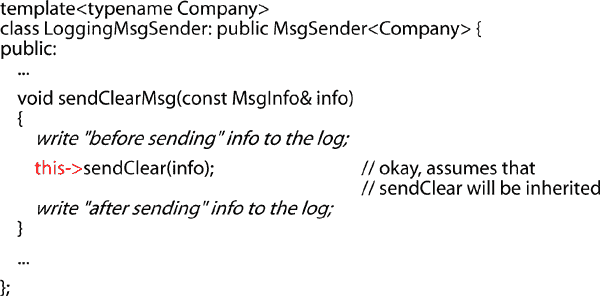 template<typename Company>
class LoggingMsgSender: public MsgSender<Company> {
public:
...
void sendClearMsg(const MsgInfo& info)
{
write "before sending" info to the log;
this->sendClear(info); // okay, assumes that
// sendClear will be inherited
write "after sending" info to the log;
}
...
};